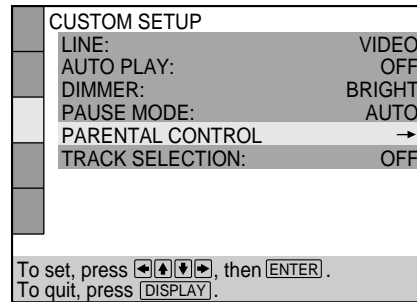 CUSTOM SETUP
LINE: VIDEO
AUTO PLAY: OFF
DIMMER: BRIGHT
PAUSE MODE: AUTO
PARENTAL CONTROL →
TRACK SELECTION: OFF
To set, press ←↑↓→, then ENTER.
To quit, press DISPLAY.